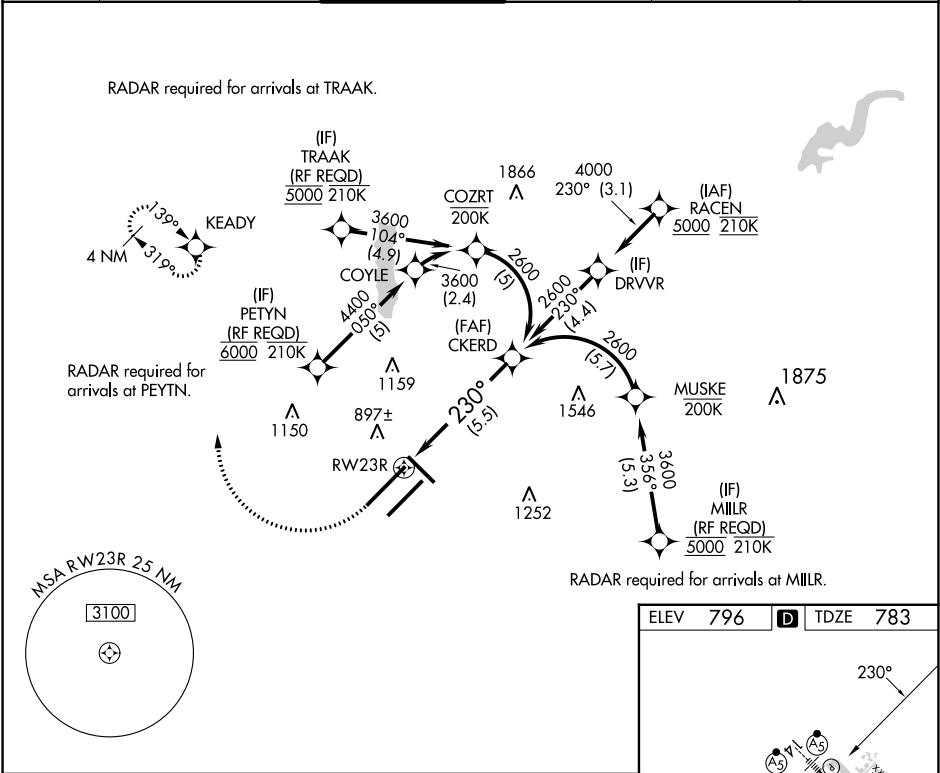 RADAR required for arrivals at TRAAK.
(IF)
TRAAK
(RF REQD)
5000 210K
139°
319°
4 NM
KEADY
3600
104°
(4.9)
COZRT
200K
1866
4000
230° (3.1)
(IAF)
RACEN
5000 210K
COYLE
3600
(2.4)
2600
(5)
(IF)
DRVVR
2600
230°
(4.4)
(IF)
PETYN
(RF REQD)
6000 210K
4400
050°
(5)
(FAF)
CKERD
2600
(5.7)
RADAR required for
arrivals at PEYTN.
1159
1150
897±
230°
(5.5)
1546
MUSKE
200K
1875
RW23R
1252
3600
356°
(5.3)
(IF)
MIILR
(RF REQD)
5000 210K
RADAR required for arrivals at MIILR.
MSA RW23R 25 NM
3100
ELEV 796 D TDZE 783
230°
A5
A5
P